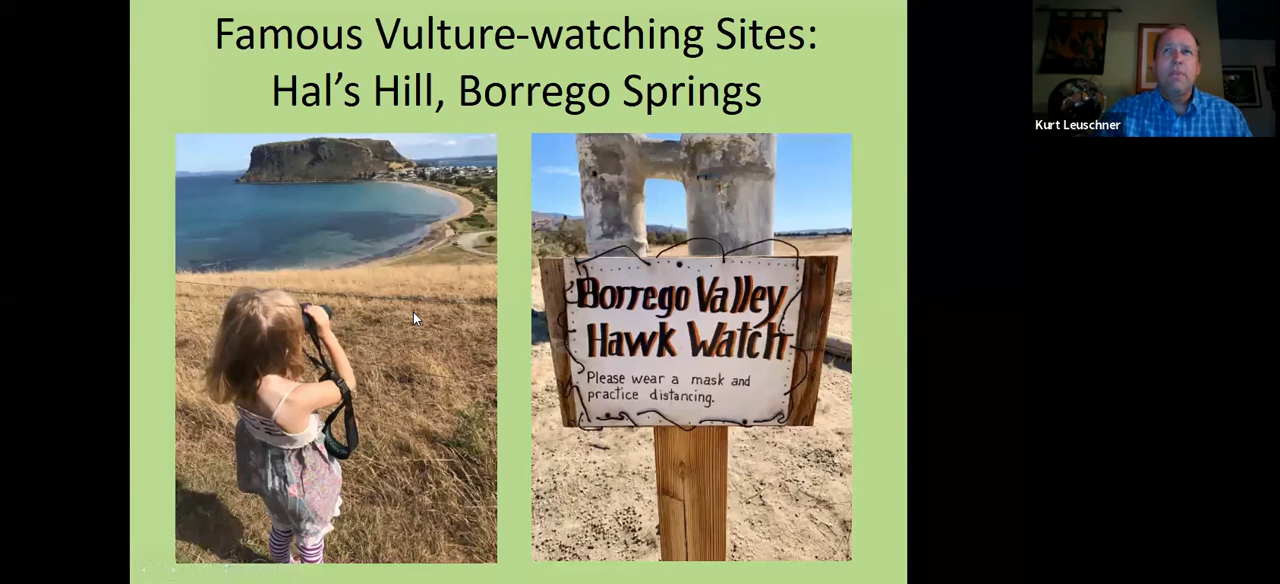 Famous Vulture-watching Sites:
Hal's Hill, Borrego Springs
Kurt Leuschner
Borrego Valley
Hawk Watch
Please wear a mask and
practice distancing.